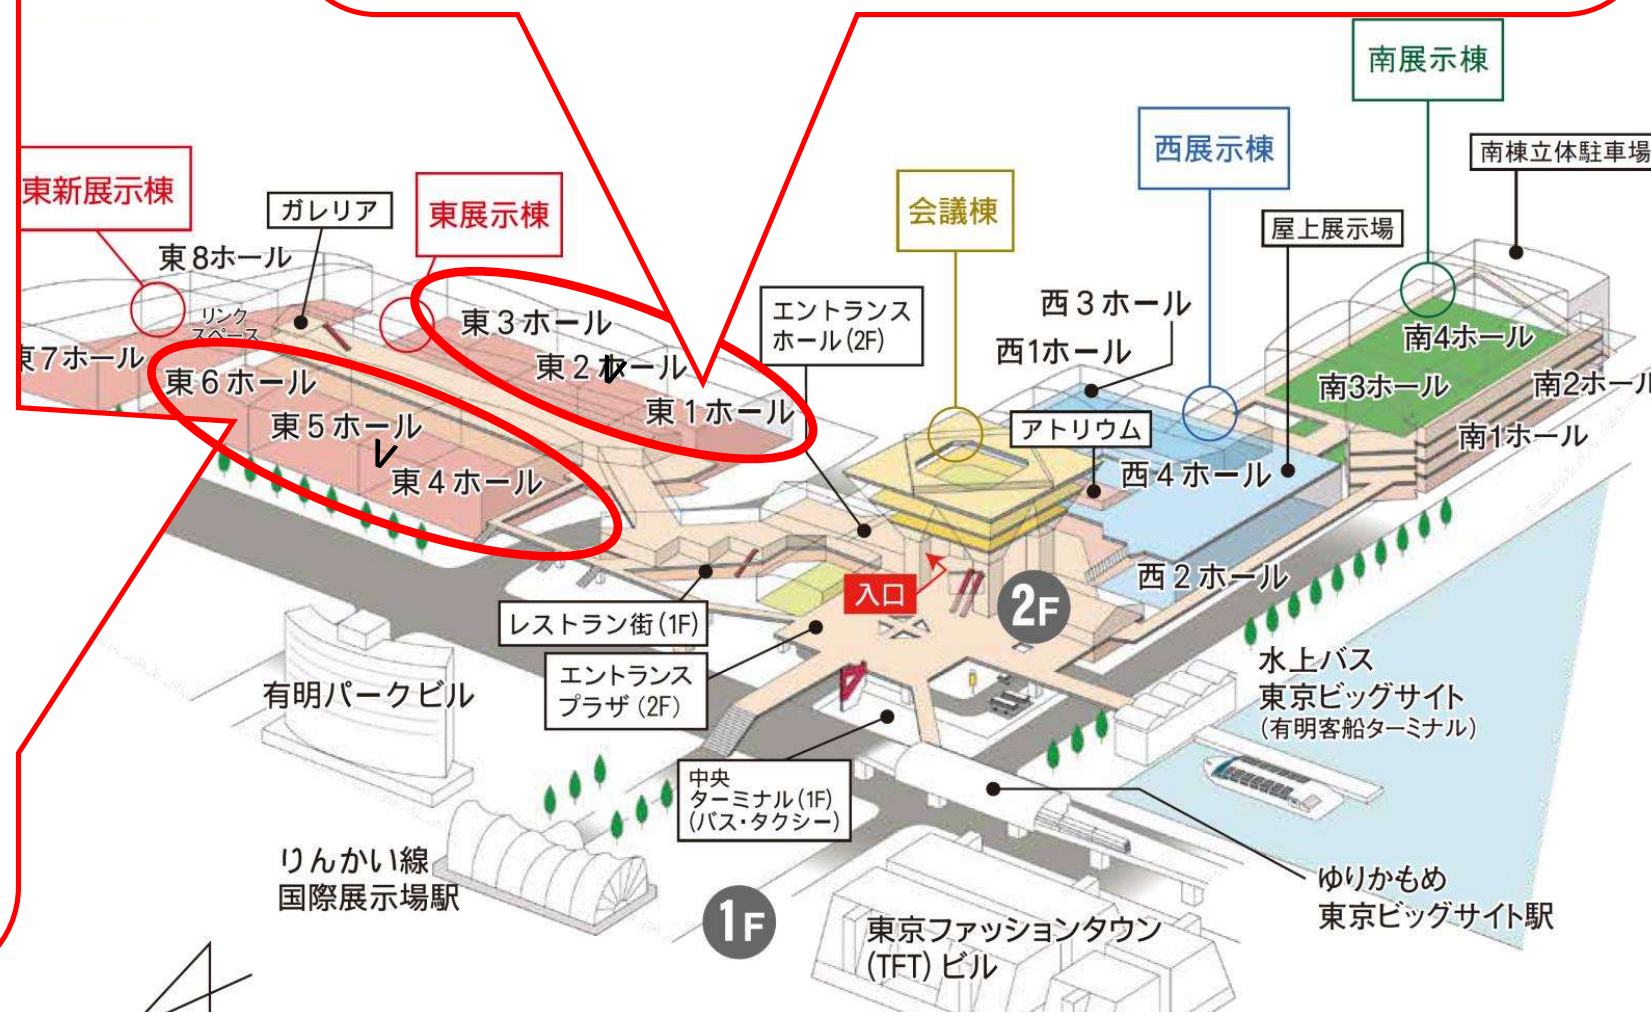 南展示棟
西展示棟
南棟立体駐車場
東新展示棟
ガレリア
東展示棟
会議棟
屋上展示場
東8ホール
リンク
スペース
東3ホール
エントランス
ホール(2F)
西3ホール
西1ホール
南4ホール
東7ホール
東6ホール
東2ホール
南3ホール
南2ホール
東1ホール
東5ホール
アトリウム
南1ホール
東4ホール
西4ホール
西2ホール
入口
2F
レストラン街(1F)
エントランス
プラザ(2F)
有明パークビル
水上バス
東京ビッグサイト
(有明客船ターミナル)
中央
ターミナル(1F)
(バス・タクシー)
りんかい線
国際展示場駅
1F
ゆりかもめ
東京ビッグサイト駅
東京ファッションタウン
(TFT)ビル